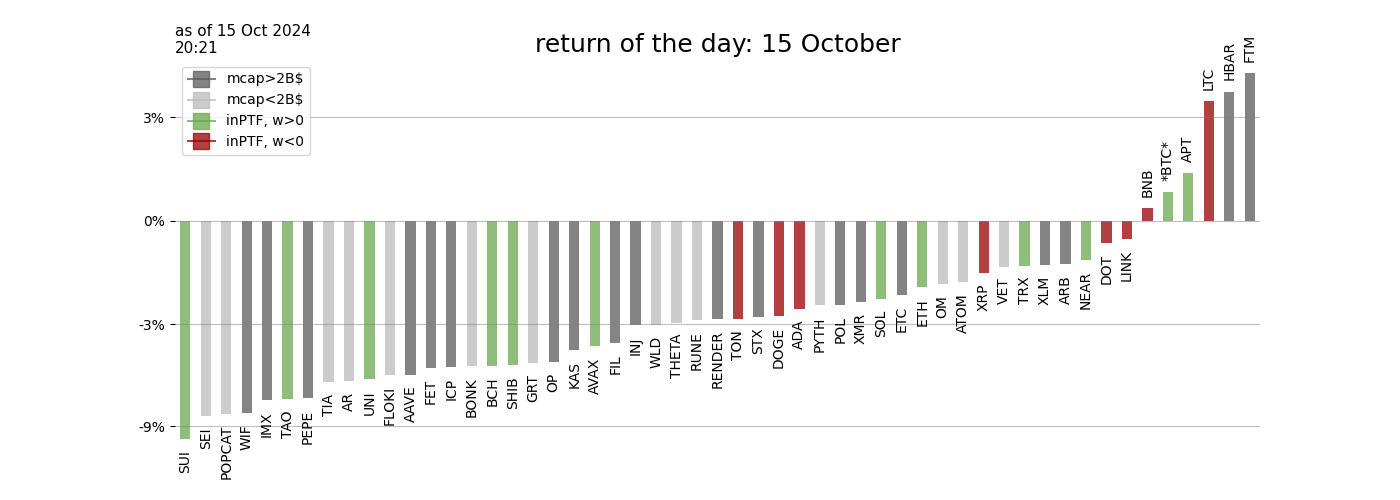 as of 15 Oct 2024
20:21
return of the day: 15 October
mcap>2B$
mcap<2B$
inPTF, w>0
inPTF, w<0
3%
0%
-3%
-9%
SUI
SEI
POPCAT
WIF
IMX
TAO
PEPE
TIA
AR
UNI
FLOKI
AAVE
FET
ICP
BONK
BCH
SHIB
GRT
OP
KAS
AVAX
FIL
INJ
WLD
THETA
RUNE
RENDER
TON
STX
DOGE
ADA
PYTH
POL
XMR
SOL
ETC
ETH
OM
ATOM
XRP
VET
TRX
XLM
ARB
NEAR
DOT
LINK
BNB
*BTC*
APT
LTC
HBAR
FTM